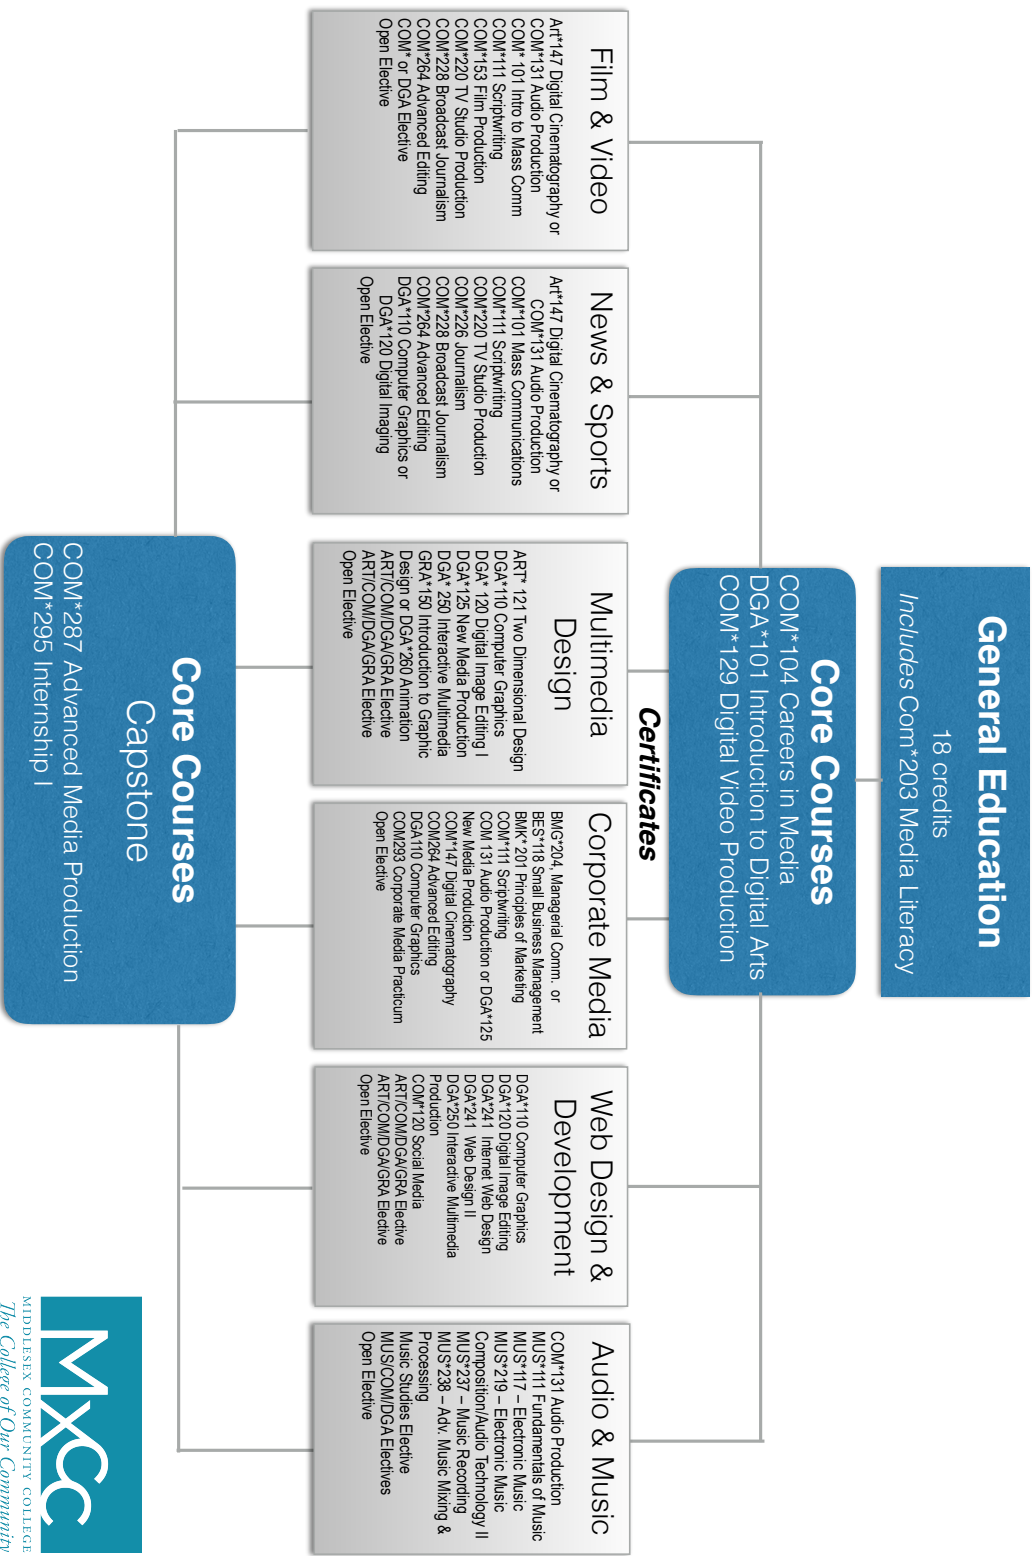 General Education
18 credits
Includes Com*203 Media Literacy
Core Courses
COM*104 Careers in Media
DGA*101 Introduction to Digital Arts
COM*129 Digital Video Production
Certificates
Film & Video
Art*147 Digital Cinematography or
COM*131 Audio Production
COM* 101 Intro to Mass Comm
COM*111 Scriptwriting
COM*153 Film Production
COM*220 TV Studio Production
COM*228 Broadcast Journalism
COM*264 Advanced Editing
COM* or DGA Elective
Open Elective
News & Sports
Art*147 Digital Cinematography or
COM*131 Audio Production
COM*101 Mass Communications
COM*111 Scriptwriting
COM*220 TV Studio Production
COM*226 Journalism
COM*228 Broadcast Journalism
COM*264 Advanced Editing
DGA*110 Computer Graphics or
DGA*120 Digital Imaging
Open Elective
Multimedia
Design
ART* 121 Two Dimensional Design
DGA*110 Computer Graphics
DGA* 120 Digital Image Editing I
DGA*125 New Media Production
DGA* 250 Interactive Multimedia
GRA*150 Introduction to Graphic
Design or DGA*260 Animation
ART/COM/DGA/GRA Elective
ART/COM/DGA/GRA Elective
Open Elective
Corporate Media
BMG*204, Managerial Comm. or
BES*118 Small Business Management
BMK* 201 Principles of Marketing
COM*111 Scriptwriting
COM 131 Audio Production or DGA*125
New Media Production
COM*147 Digital Cinematography
COM264 Advanced Editing
DGA110 Computer Graphics
COM293 Corporate Media Practicum
Open Elective
Web Design &
Development
DGA*110 Computer Graphics
DGA*120 Digital Image Editing
DGA*241 Internet Web Design
DGA*241 Web Design II
DGA*250 Interactive Multimedia
Production
COM*120 Social Media
ART/COM/DGA/GRA Elective
ART/COM/DGA/GRA Elective
Open Elective
Audio & Music
COM*131 Audio Production
MUS*111 Fundamentals of Music
MUS*117 – Electronic Music
MUS*219 – Electronic Music
Composition/Audio Technology II
MUS*237 – Music Recording
MUS*238 – Adv. Music Mixing &
Processing
Music Studies Elective
MUS/COM/DGA Electives
Open Elective
Core Courses
Capstone
COM*287 Advanced Media Production
COM*295 Internship I
MxCC
MIDDLESEX COMMUNITY COLLEGE
The College of Our Community